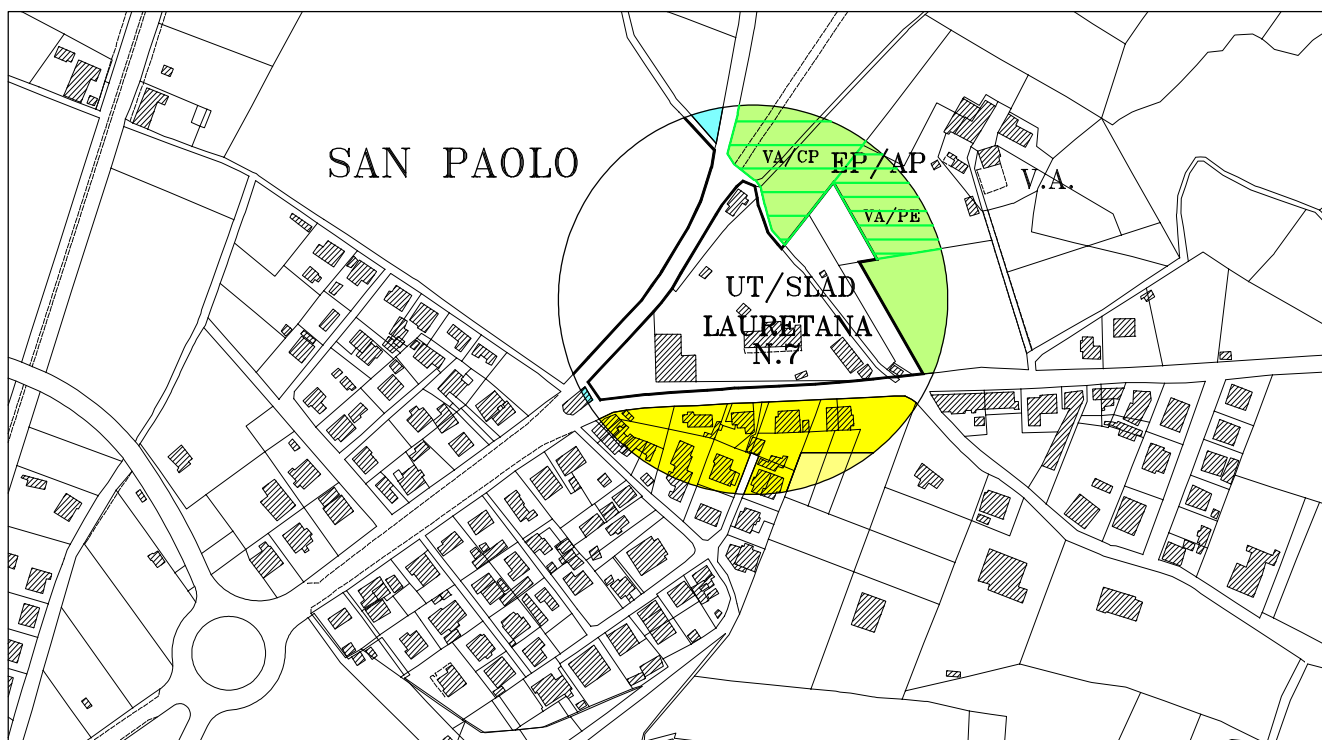 SAN PAOLO
VA/CP
EP/AP
V.A.
VA/PE
UT/SLAD
LAURETANA
N.7